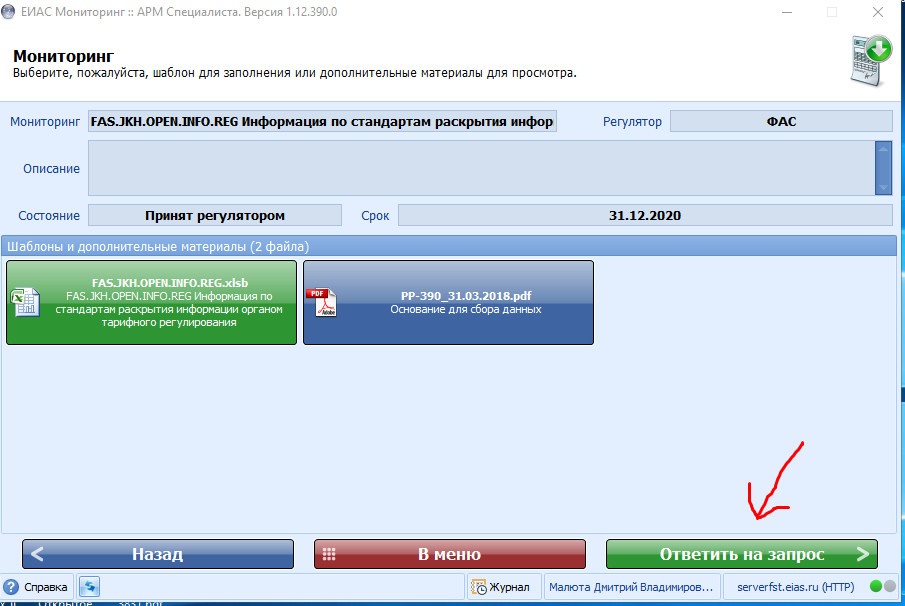 ЕИАС Мониторинг :: АРМ Специалиста. Версия 1.12.390.0
Мониторинг
Выберите, пожалуйста, шаблон для заполнения или дополнительные материалы для просмотра.
Мониторинг FAS.JKH.OPEN.INFO.REG Информация по стандартам раскрытия инфор Регулятор ФАС
Описание
Состояние Принят регулятором Срок 31.12.2020
Шаблоны и дополнительные материалы (2 файла)
FAS.JKH.OPEN.INFO.REG.xlsb
FAS.JKH.OPEN.INFO.REG Информация по
стандартам раскрытия информации органом
тарифного регулирования
PDF
Adobe
PP-390_31.03.2018.pdf
Основание для сбора данных
Назад В меню Ответить на запрос
Справка Журнал Малюта Дмитрий Владимиров... serverfst.eias.ru (HTTP)